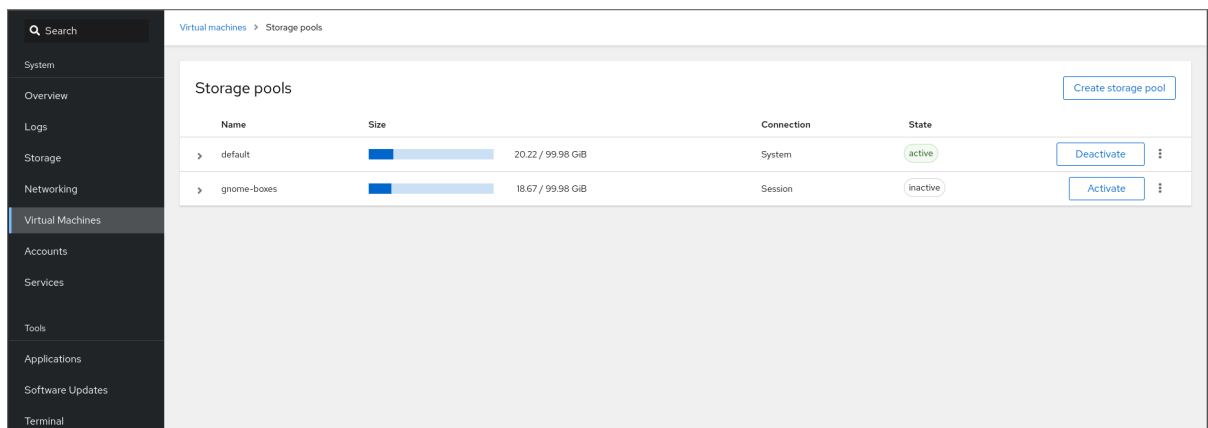 Search
System
Overview
Logs
Storage
Networking
Virtual Machines
Accounts
Services
Tools
Applications
Software Updates
Terminal
Virtual machines > Storage pools
Storage pools
Create storage pool
Name Size Connection State
default 20.22 / 99.98 GiB System active Deactivate
gnome-boxes 18.67 / 99.98 GiB Session inactive Activate